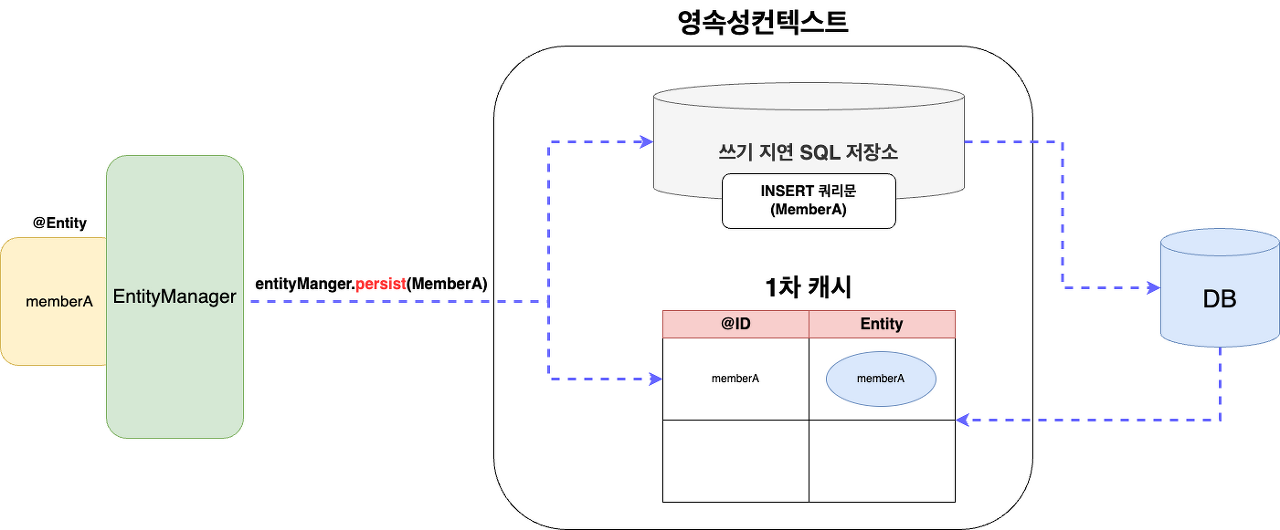 영속성컨텍스트
쓰기 지연 SQL 저장소
INSERT 쿼리문
(MemberA)
@Entity
memberA
EntityManager
entityManger.persist(MemberA)
1차 캐시
@ID
Entity
memberA
memberA
DB